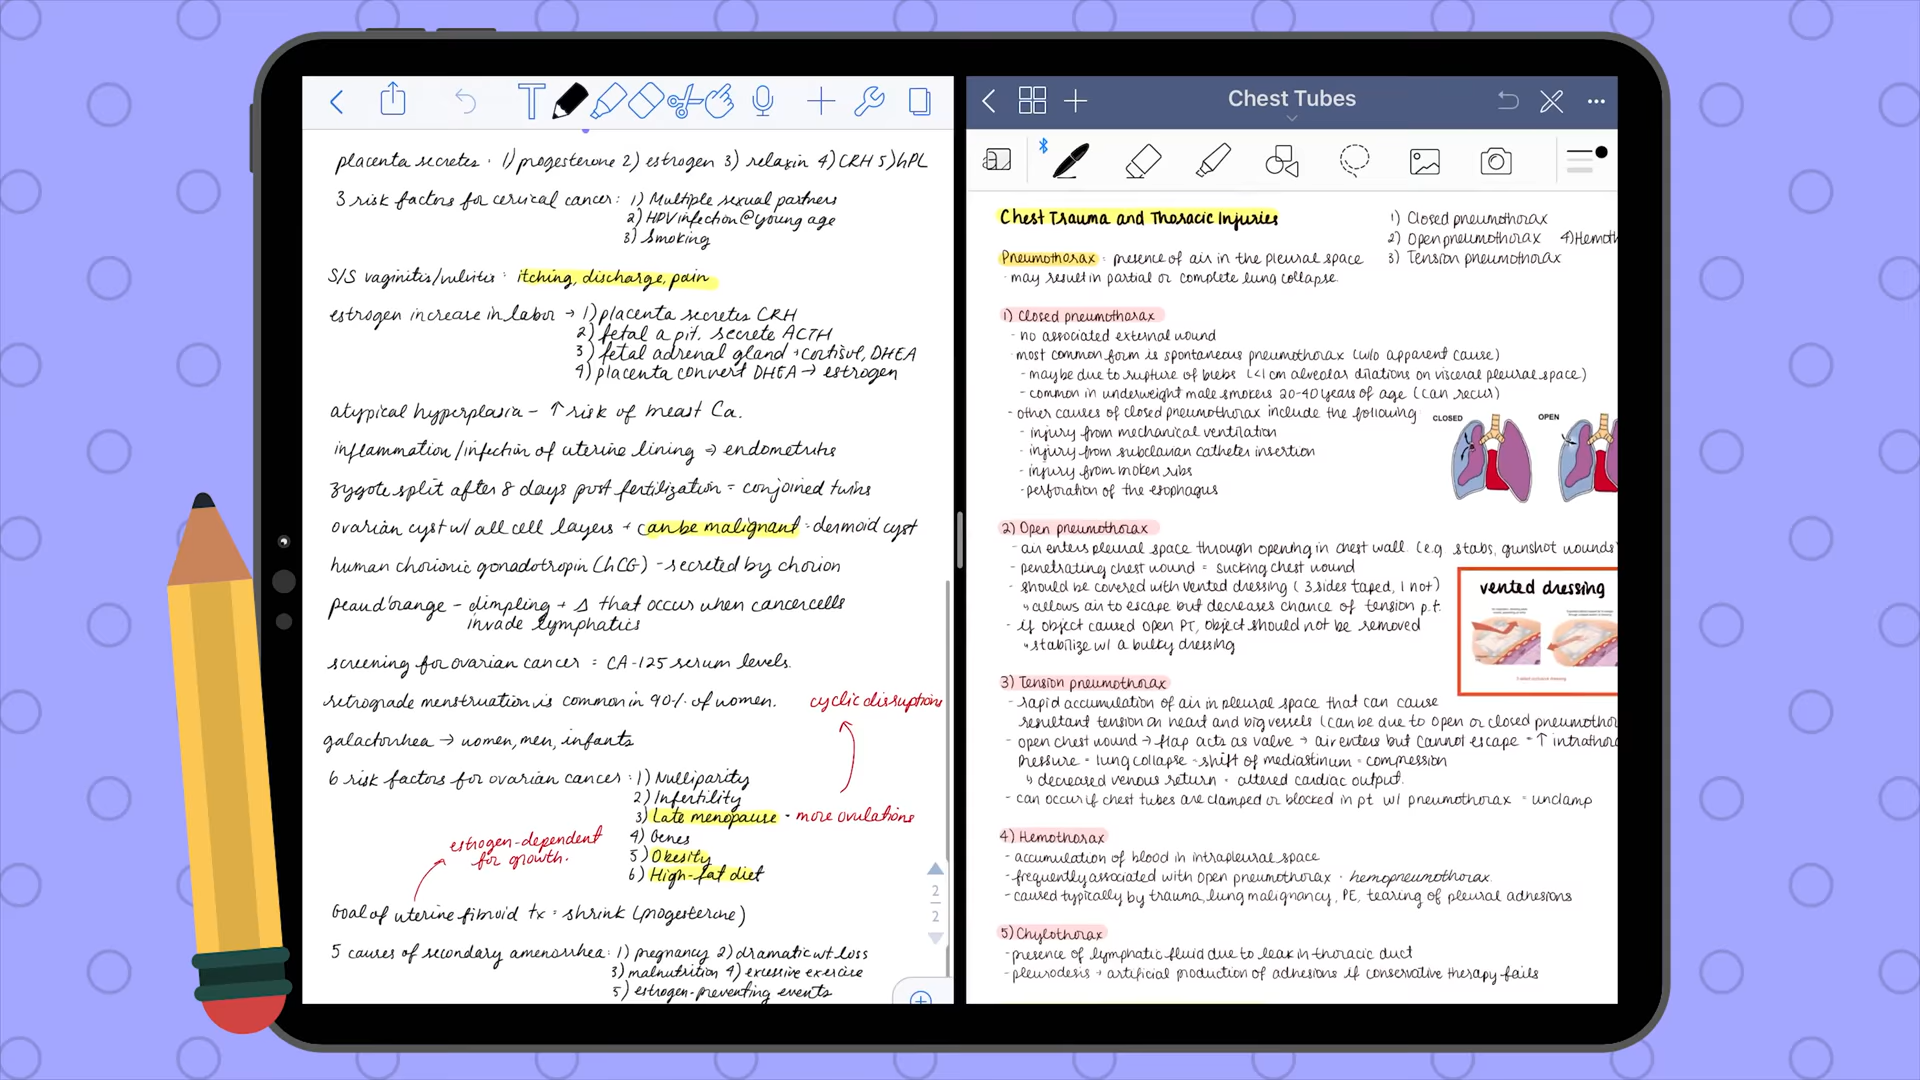 placenta secretes: 1) progesterone 2) estrogen 3) relaxin 4) CRH 5) hPL
3 risk factors for cervical cancer: 1) Multiple sexual partners
2) HPV infection @ young age
3) Smoking
S/S vaginitis/vulvitis: itching, discharge, pain
estrogen increase in labor → 1) placenta secretes CRH
2) fetal a pit. secrete ACTH
3) fetal adrenal gland → cortisol, DHEA
4) placenta convert DHEA → estrogen
atypical hyperplasia - ↑ risk of breast Ca.
inflammation/infection of uterine lining → endometritis
zygote split after 8 days post fertilization = conjoined twins
ovarian cyst w/ all cell layers + can be malignant: dermoid cyst
human chorionic gonadotropin (hCG) - secreted by chorion
peau d'orange - dimpling + Δ that occur when cancer cells
invade lymphatics
screening for ovarian cancer = CA-125 serum levels.
retrograde menstruation is common in 90% of women.
cyclic disruptions
galactorrhea → women, men, infants
6 risk factors for ovarian cancer: 1) Nulliparity
2) Infertility
3) Late menopause - more ovulations
4) Genes
5) Obesity
6) High-fat diet
estrogen-dependent
for growth.
Goal of uterine fibroid tx = shrink (progesterone)
5 causes of secondary amenorrhea: 1) pregnancy 2) dramatic wt loss
3) malnutrition 4) excessive exercise
5) estrogen-preventing events
2
2
Chest Tubes
Chest Trauma and Thoracic Injuries
1) Closed pneumothorax
2) Open pneumothorax 4) Hemoth
3) Tension pneumothorax
Pneumothorax: presence of air in the pleural space
- may result in partial or complete lung collapse.
1) Closed pneumothorax
- no associated external wound
- most common form is spontaneous pneumothorax (w/o apparent cause)
- maybe due to rupture of blebs (<1cm alveolar dilations on visceral pleural space)
- common in underweight male smokers 20-40 years of age (can recur)
- other causes of closed pneumothorax include the following
- injury from mechanical ventilation
- injury from subclavian catheter insertion
- injury from broken ribs
- perforation of the esophagus
CLOSED
OPEN
2) Open pneumothorax
- air enters pleural space through opening in chest wall. (e.g stabs, gunshot wounds)
- penetrating chest wound = sucking chest wound
- should be covered with vented dressing (3 sides taped, 1 not)
↳ allows air to escape but decreases chance of tension p.t.
- if object caused open PT, object should not be removed
↳ stabilize w/ a bulky dressing
vented dressing
3) Tension pneumothorax
- rapid accumulation of air in pleural space that can cause
resultant tension on heart and big vessels (can be due to open or closed pneumothor
- open chest wound → flap acts as valve → air enters but cannot escape = ↑ intrathora
pressure = lung collapse → shift of mediastinum = compression
↳ decreased venous return = altered cardiac output.
- can occur if chest tubes are clamped or blocked in pt w/ pneumothorax = unclamp
4) Hemothorax
- accumulation of blood in intrapleural space
- frequently associated with open pneumothorax - hemopneumothorax.
- caused typically by trauma, lung malignancy, PE, tearing of pleural adhesions
5) Chylothorax
- presence of lymphatic fluid due to leak in thoracic duct
- pleurodesis → artificial production of adhesions if conservative therapy fails